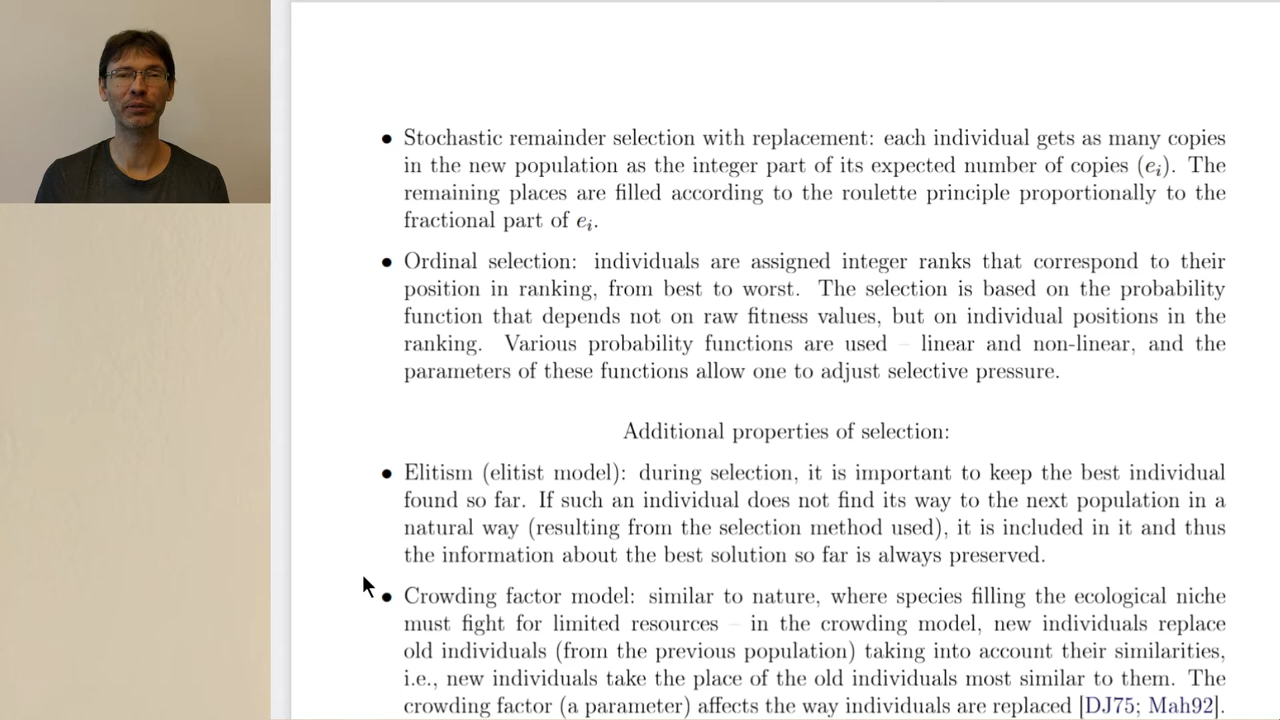 • Stochastic remainder selection with replacement: each individual gets as many copies
in the new population as the integer part of its expected number of copies (eᵢ). The
remaining places are filled according to the roulette principle proportionally to the
fractional part of eᵢ.
• Ordinal selection: individuals are assigned integer ranks that correspond to their
position in ranking, from best to worst. The selection is based on the probability
function that depends not on raw fitness values, but on individual positions in the
ranking. Various probability functions are used – linear and non-linear, and the
parameters of these functions allow one to adjust selective pressure.
Additional properties of selection:
• Elitism (elitist model): during selection, it is important to keep the best individual
found so far. If such an individual does not find its way to the next population in a
natural way (resulting from the selection method used), it is included in it and thus
the information about the best solution so far is always preserved.
• Crowding factor model: similar to nature, where species filling the ecological niche
must fight for limited resources – in the crowding model, new individuals replace
old individuals (from the previous population) taking into account their similarities,
i.e., new individuals take the place of the old individuals most similar to them. The
crowding factor (a parameter) affects the way individuals are replaced [DJ75; Mah92].